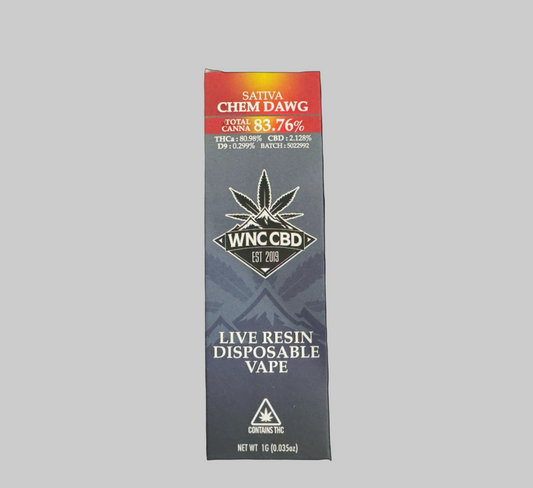 SATIVA
CHEM DAWG
TOTAL CANNA 83.76%
THCa : 80.98% CBD : 2.128%
D9 : 0.299% BATCH : 5022992
WNC CBD
EST 2019
LIVE RESIN
DISPOSABLE
VAPE
CONTAINS THC
NET WT 1G (0.035oz)